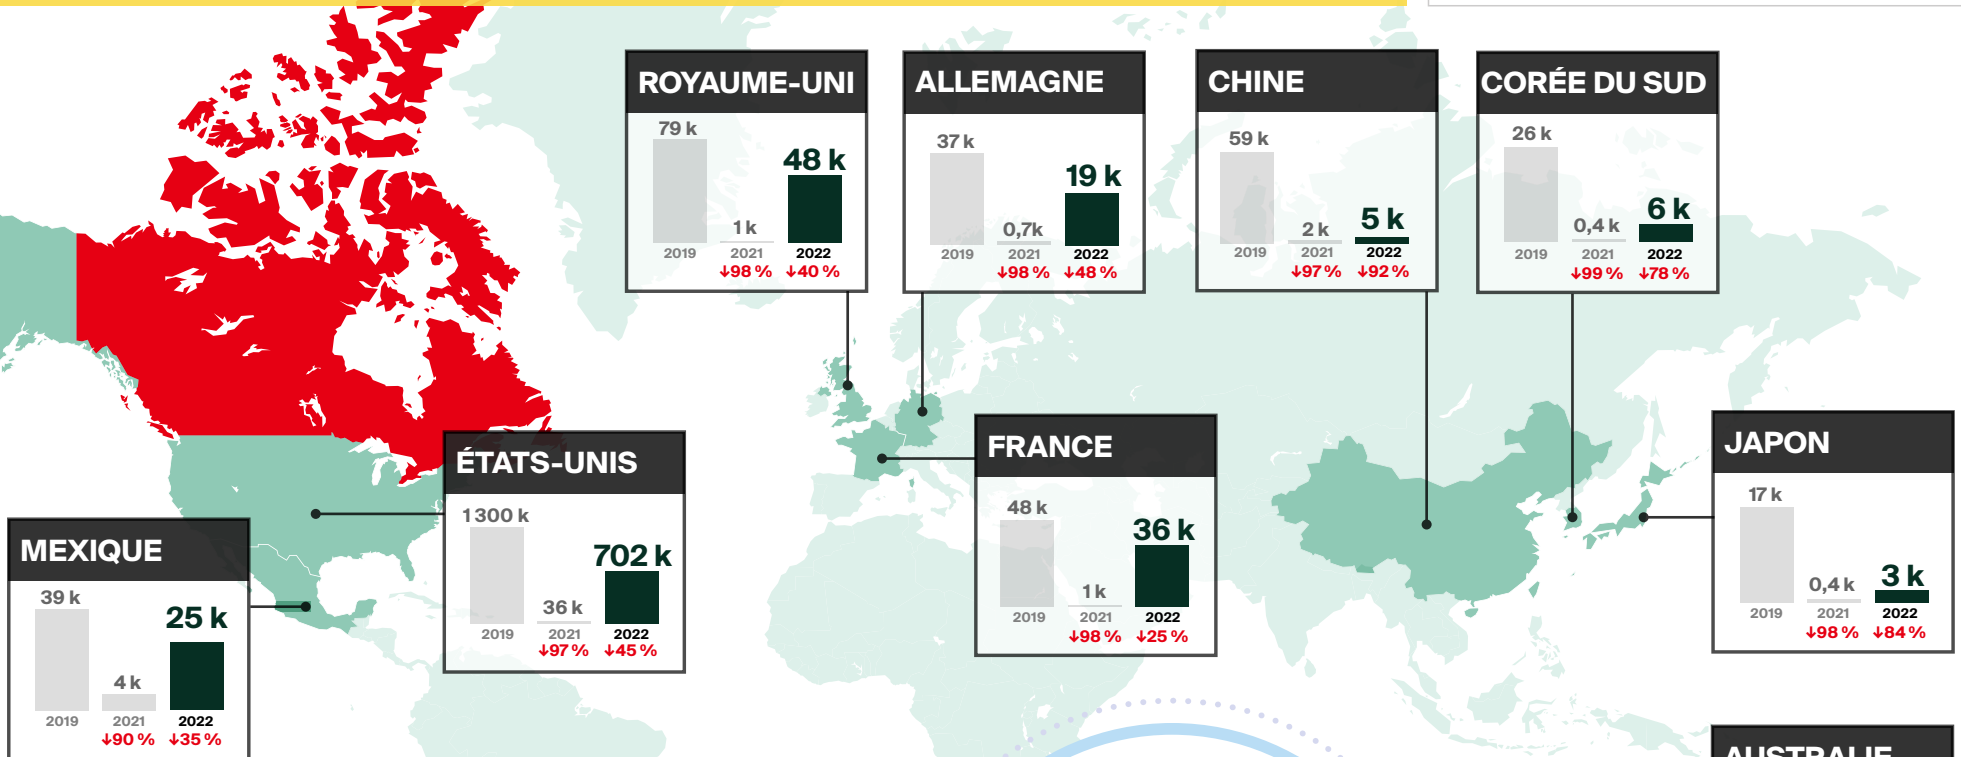 ROYAUME-UNI
79 k
1 k
48 k
2019
2021
2022
↓98 %
↓40 %
ALLEMAGNE
37 k
0,7k
19 k
2019
2021
2022
↓98 %
↓48 %
CHINE
59 k
2 k
5 k
2019
2021
2022
↓97 %
↓92 %
CORÉE DU SUD
26 k
0,4 k
6 k
2019
2021
2022
↓99 %
↓78 %
MEXIQUE
39 k
4 k
25 k
2019
2021
2022
↓90 %
↓35 %
ÉTATS-UNIS
1 300 k
36 k
702 k
2019
2021
2022
↓97 %
↓45 %
FRANCE
48 k
1 k
36 k
2019
2021
2022
↓98 %
↓25 %
JAPON
17 k
0,4 k
3 k
2019
2021
2022
↓98 %
↓84 %
AUSTRALIE